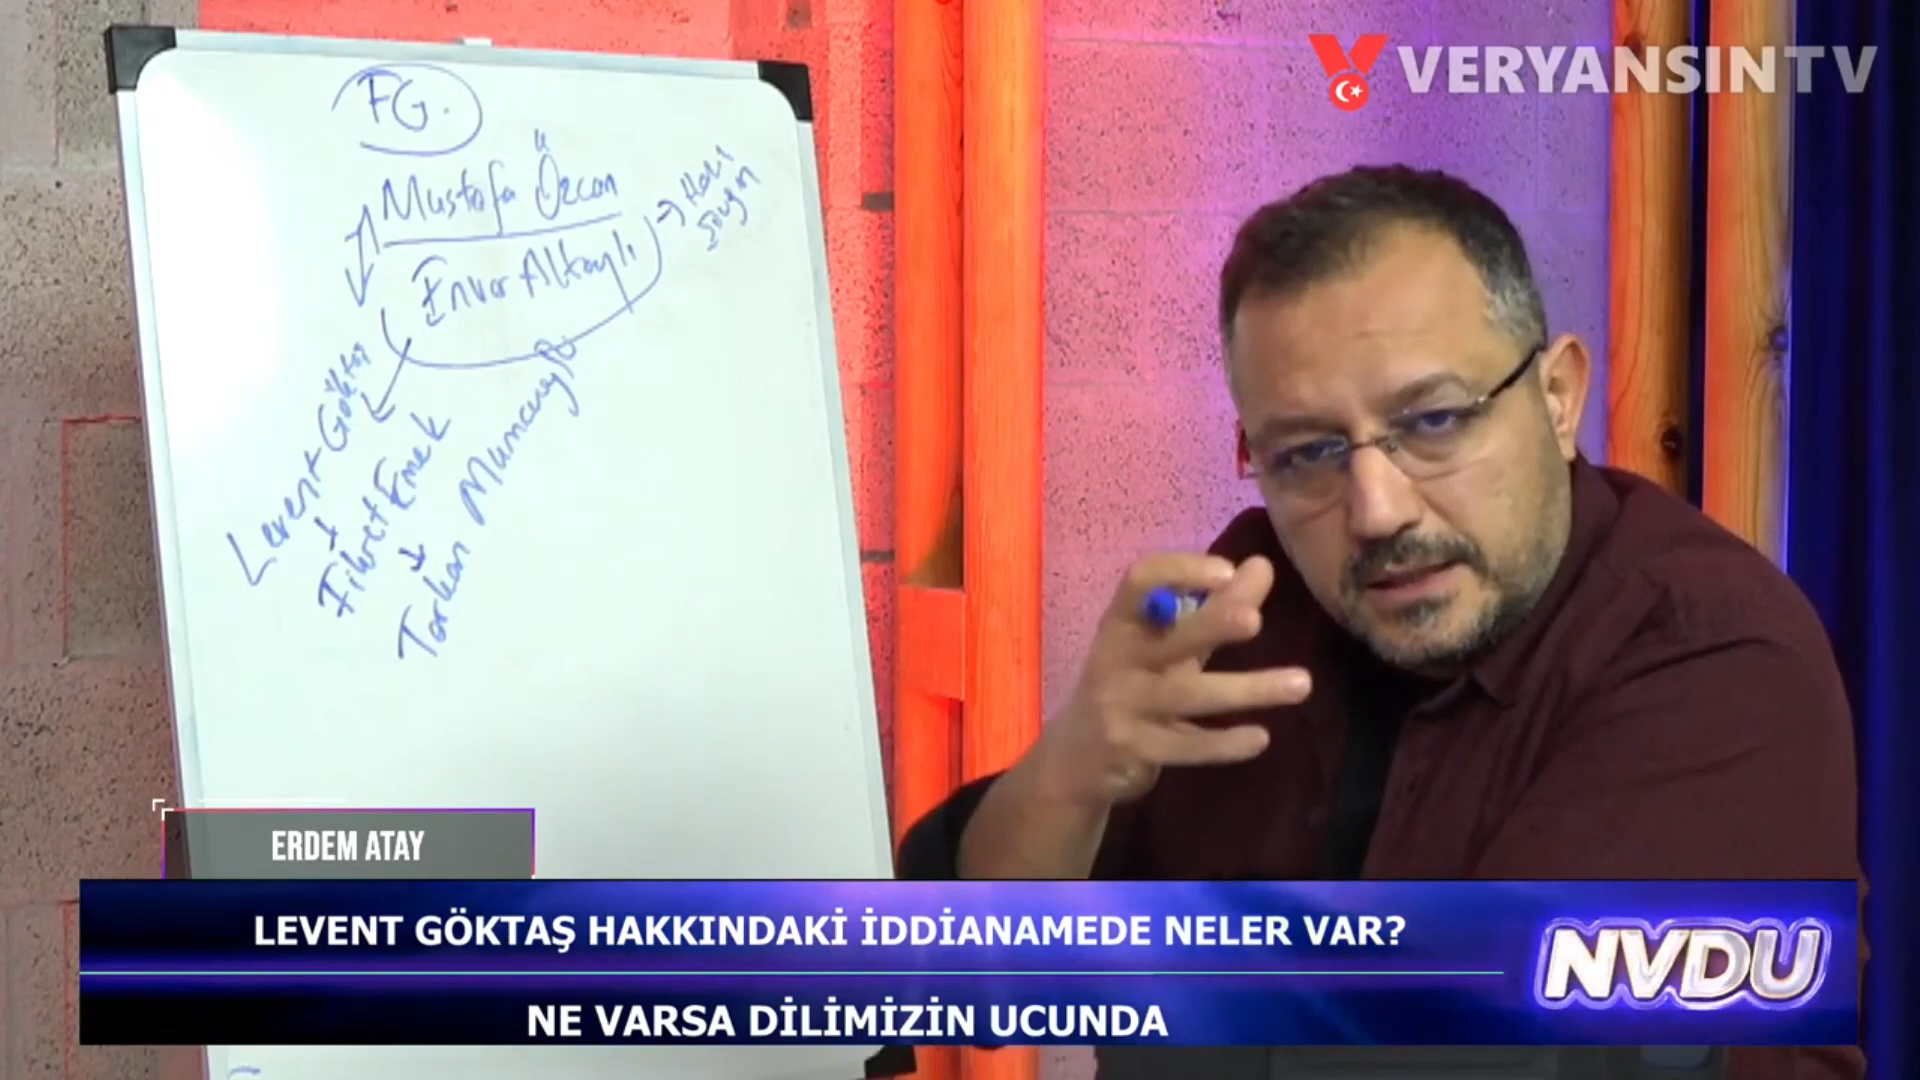 VERYANSINTV
FG.
Mustafa Özcan
Enver Altaylı
Levent Göktaş
Fikret Emek
Tarkan Mumcuoğlu
ERDEM ATAY
LEVENT GÖKTAŞ HAKKINDAKİ İDDİANAMEDE NELER VAR?
NE VARSA DİLİMİZİN UCUNDA
NVDU